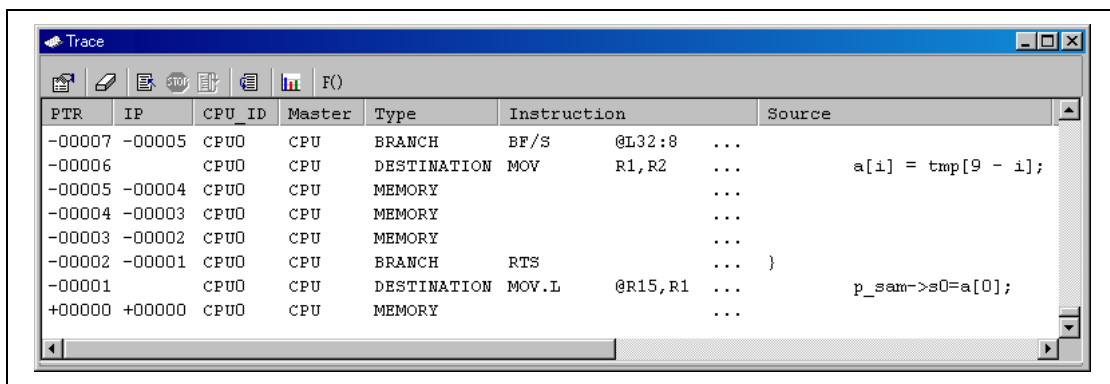 Trace
STOP F()
PTR IP CPU_ID Master Type Instruction Source
-00007 -00005 CPU0 CPU BRANCH BF/S @L32:8 ...
-00006 CPU0 CPU DESTINATION MOV R1,R2 ... a[i] = tmp[9 - i];
-00005 -00004 CPU0 CPU MEMORY ...
-00004 -00003 CPU0 CPU MEMORY ...
-00003 -00002 CPU0 CPU MEMORY ...
-00002 -00001 CPU0 CPU BRANCH RTS ... }
-00001 CPU0 CPU DESTINATION MOV.L @R15,R1 ... p_sam->s0=a[0];
+00000 +00000 CPU0 CPU MEMORY ...